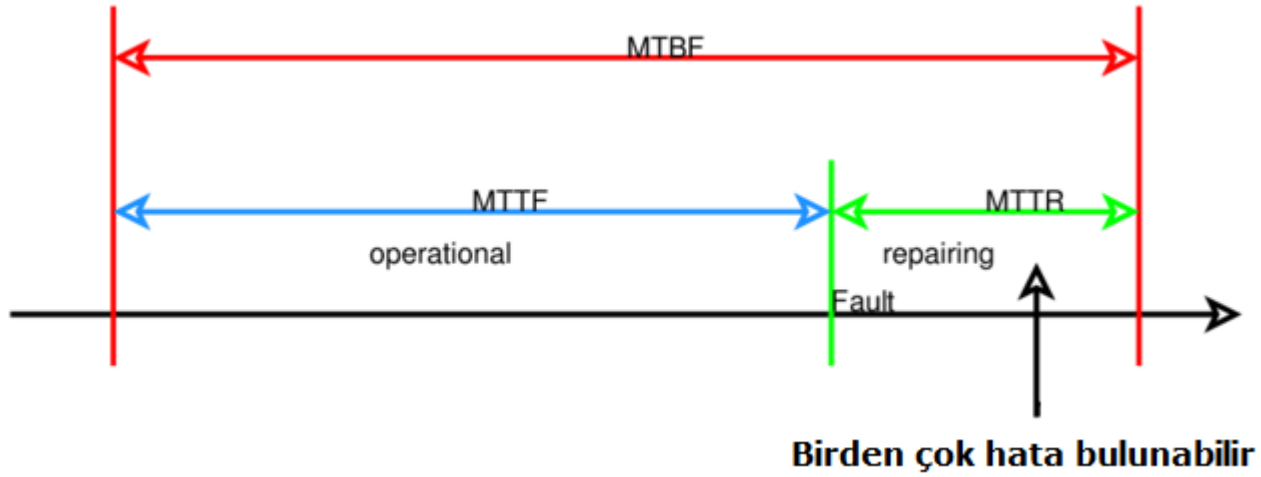 MTBF
MTTF
MTTR
operational
repairing
Fault
Birden çok hata bulunabilir